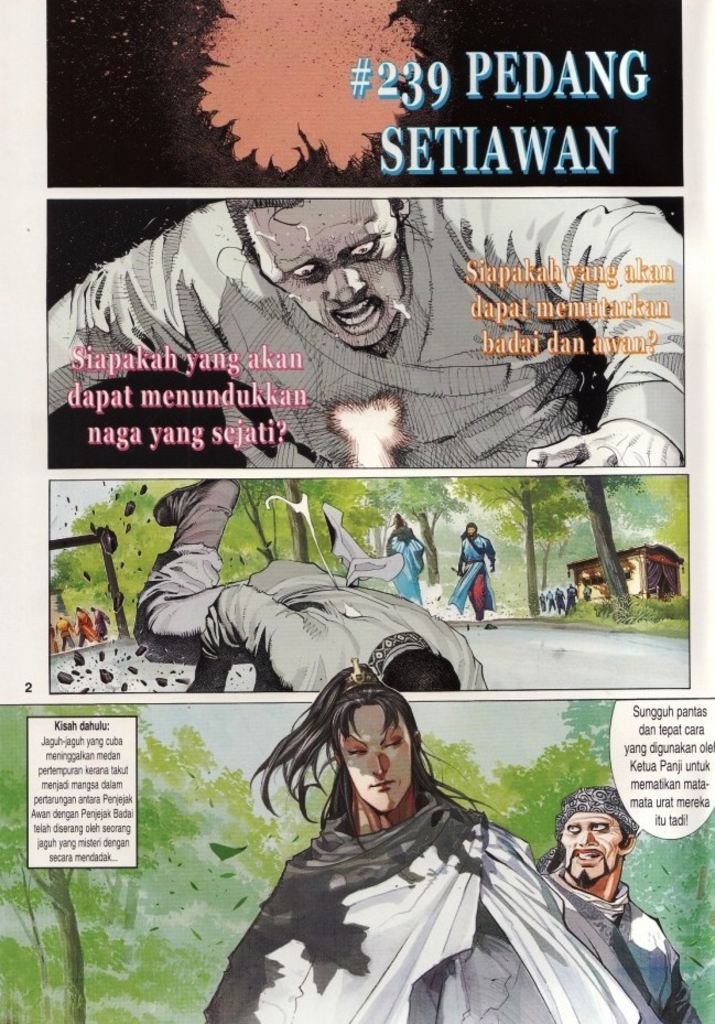 #239 PEDANG
SETIAWAN
Siapakah yang akan
dapat memutarkan
badai dan awan?
Siapakah yang akan
dapat menundukkan
naga yang sejati?
2
Kisah dahulu:
Jaguh-jaguh yang cuba
meninggalkan medan
pertempuran kerana takut
menjadi mangsa dalam
pertarungan antara Penjejak
Awan dengan Penjejak Badai
telah diserang oleh seorang
jaguh yang misteri dengan
secara mendadak...
Sungguh pantas
dan tepat cara
yang digunakan oleh
Ketua Panji untuk
mematikan mata-
mata urat mereka
itu tadi!